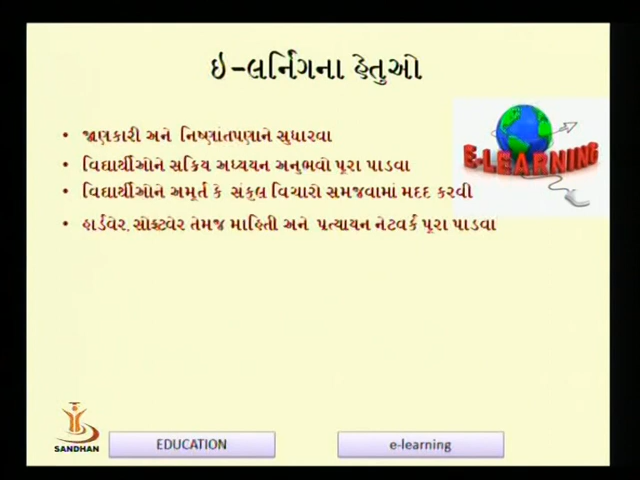 ઇ-લર્નિંગના હેતુઓ
• જાણકારી અને નિષ્ણાંતપણાને સુધારવા
• વિદ્યાર્થીઓને સક્રિય અધ્યયન અનુભવો પૂરા પાડવા
• વિદ્યાર્થીઓને અમૂર્ત કે સંકુલ વિચારો સમજવામાં મદદ કરવી
• હાર્ડવેર, સોફ્ટવેર તેમજ માહિતી અને પ્રત્યાયન નેટવર્ક પૂરા પાડવા
E-LEARNING
SANDHAN
EDUCATION
e-learning